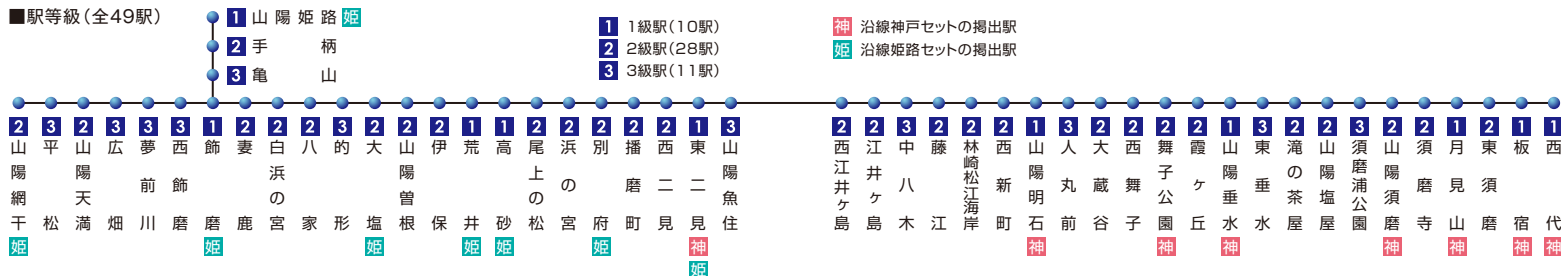 ■駅等級(全49駅)
1 山陽姫路 姫
2 手柄
3 亀山
1 1級駅(10駅)
2 2級駅(28駅)
3 3級駅(11駅)
神 沿線神戸セットの掲出駅
姫 沿線姫路セットの掲出駅
2 山陽網干 姫
3 平松
2 山陽天満
3 広畑
3 夢前川
3 西飾磨
1 飾磨 姫
2 妻鹿
2 白浜の宮
2 八家
3 的形
2 大塩 姫
2 山陽曽根
2 伊保
1 荒井 姫
1 高砂 姫
2 尾上の松
2 浜の宮
2 別府 姫
2 播磨町
2 西二見
1 東二見 神 姫
3 山陽魚住
2 西江井ヶ島
2 江井ヶ島
3 中八木
2 藤江
2 林崎松江海岸
2 西新町
1 山陽明石 神
3 人丸前
2 大蔵谷
2 西舞子
2 舞子公園 神
2 霞ヶ丘
1 山陽垂水 神
3 東垂水
2 滝の茶屋
2 山陽塩屋
3 須磨浦公園
2 山陽須磨 神
2 須磨寺
1 月見山 神
2 東須磨
1 板宿 神
1 西代 神